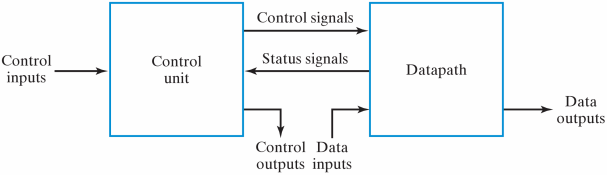 Control signals
Control
inputs
Control
unit
Status signals
Datapath
Data
outputs
Control
outputs
Data
inputs